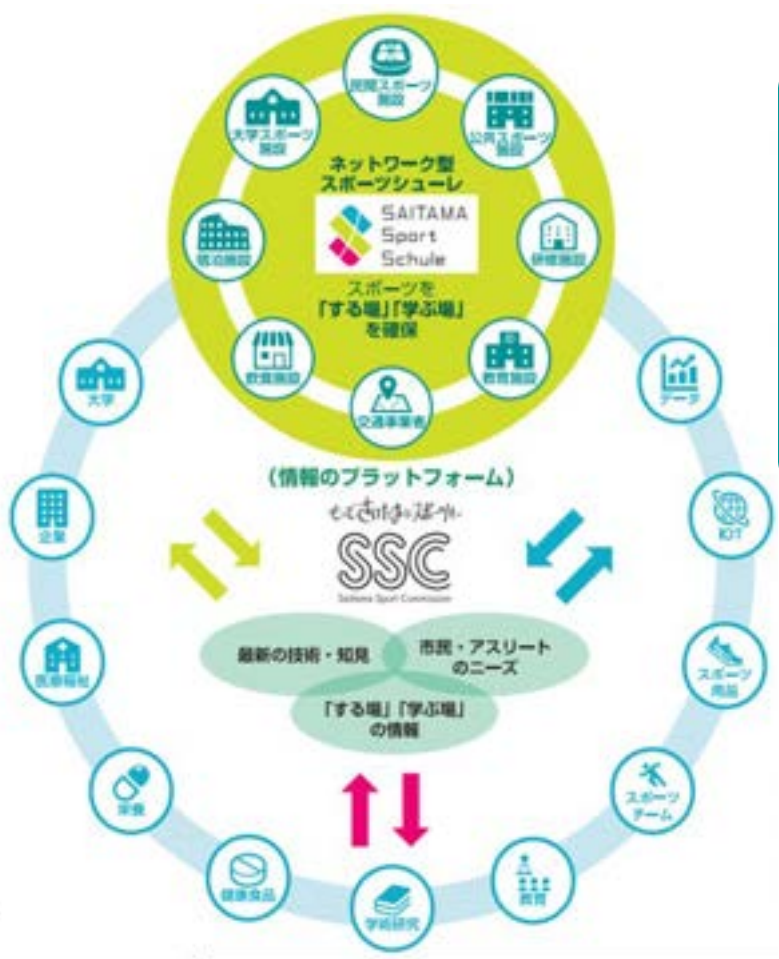 民間スポーツ
施設
大学スポーツ
施設
公共スポーツ
施設
ネットワーク型
スポーツシューレ
SAITAMA
Sport
Schule
宿泊施設
研修施設
スポーツを
「する場」「学ぶ場」
を確保
飲食施設
教育施設
交通事業者
大学
データ
(情報のプラットフォーム)
SSC
Saitama Sport Commission
企業
IOT
最新の技術・知見
市民・アスリート
のニーズ
「する場」「学ぶ場」
の情報
医療福祉
スポーツ
用品
栄養
スポーツ
チーム
健康食品
学術研究
教育